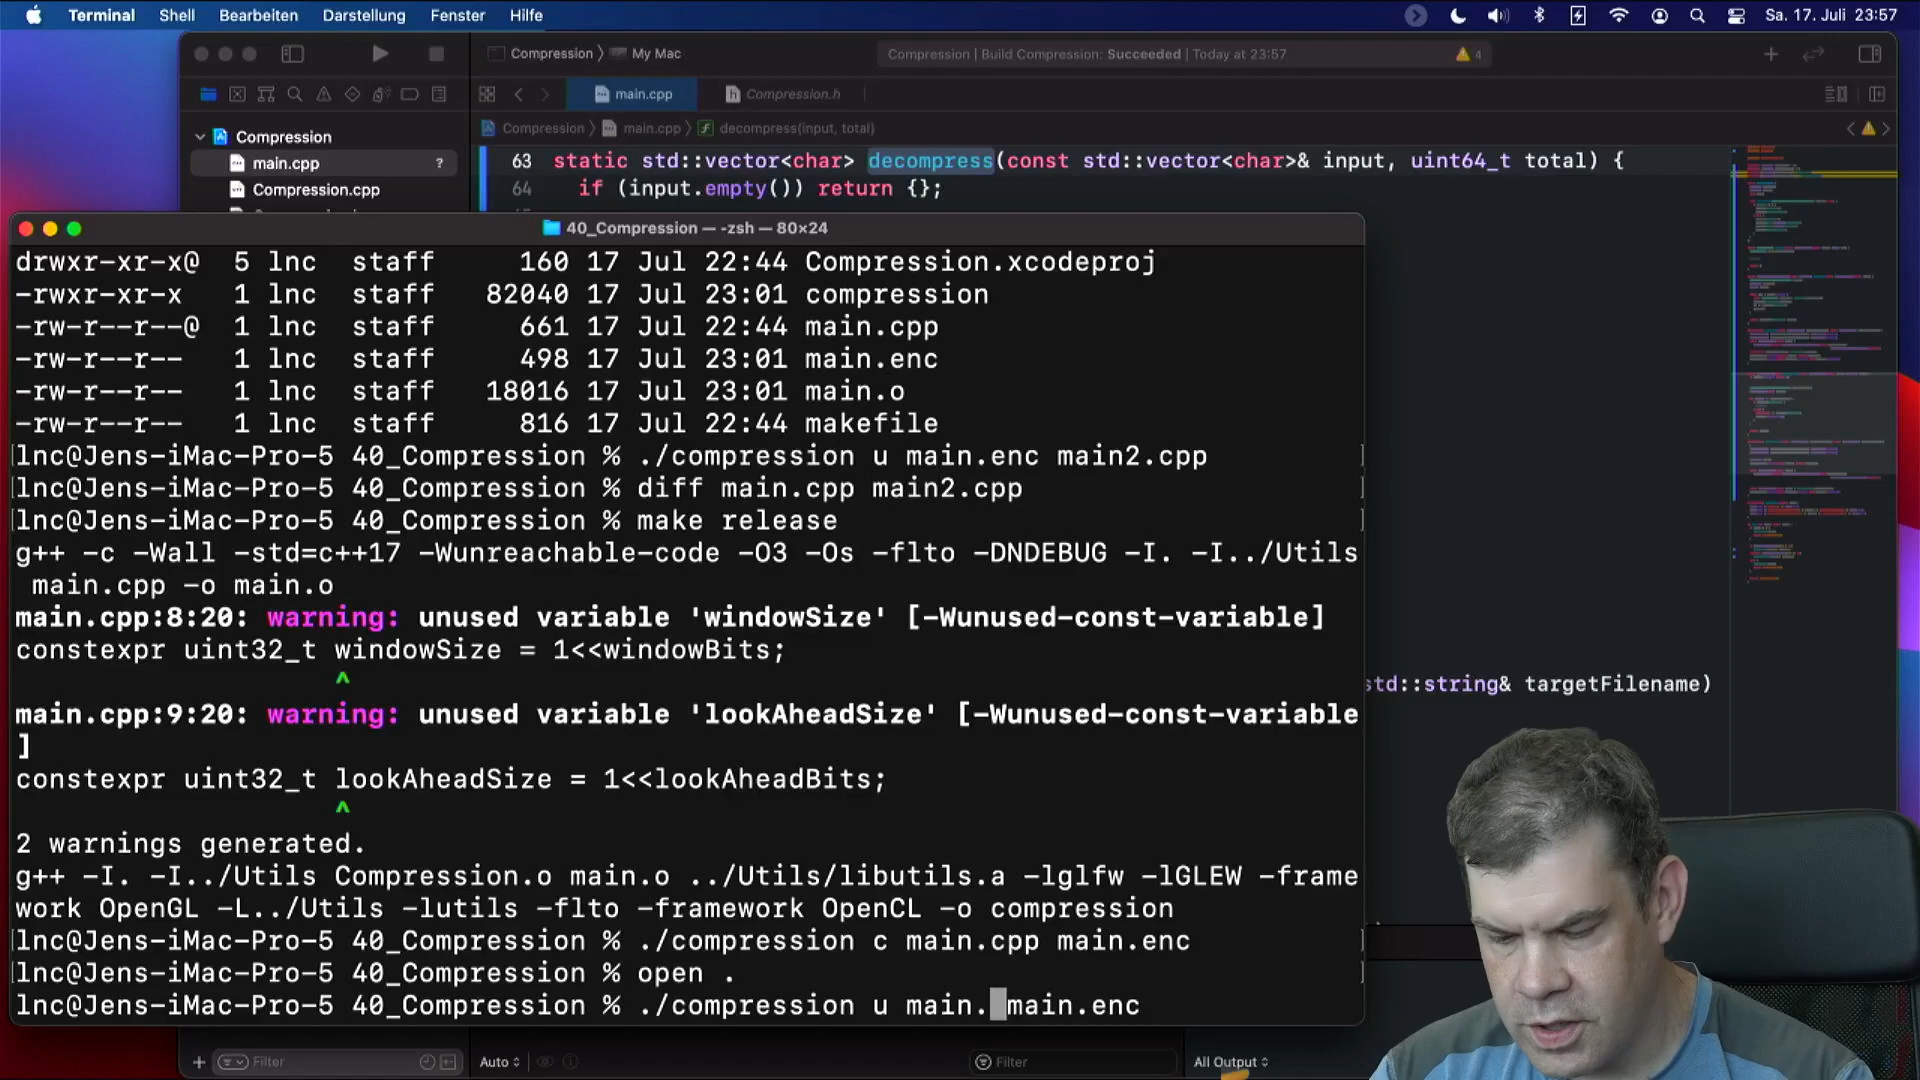 Terminal Shell Bearbeiten Darstellung Fenster Hilfe Sa. 17. Juli 23:57
Compression 〉 My Mac Compression | Build Compression: Succeeded | Today at 23:57 4
main.cpp Compression.h
Compression
Compression 〉 main.cpp 〉 decompress(input, total)
main.cpp ?
63 static std::vector<char> decompress(const std::vector<char>& input, uint64_t total) {
Compression.cpp
64 if (input.empty()) return {};
40_Compression — -zsh — 80×24
drwxr-xr-x@ 5 lnc staff 160 17 Jul 22:44 Compression.xcodeproj
-rwxr-xr-x 1 lnc staff 82040 17 Jul 23:01 compression
-rw-r--r--@ 1 lnc staff 661 17 Jul 22:44 main.cpp
-rw-r--r-- 1 lnc staff 498 17 Jul 23:01 main.enc
-rw-r--r-- 1 lnc staff 18016 17 Jul 23:01 main.o
-rw-r--r-- 1 lnc staff 816 17 Jul 22:44 makefile
[lnc@Jens-iMac-Pro-5 40_Compression % ./compression u main.enc main2.cpp ]
[lnc@Jens-iMac-Pro-5 40_Compression % diff main.cpp main2.cpp ]
[lnc@Jens-iMac-Pro-5 40_Compression % make release ]
g++ -c -Wall -std=c++17 -Wunreachable-code -O3 -Os -flto -DNDEBUG -I. -I../Utils
main.cpp -o main.o
main.cpp:8:20: warning: unused variable 'windowSize' [-Wunused-const-variable]
constexpr uint32_t windowSize = 1<<windowBits;
^
main.cpp:9:20: warning: unused variable 'lookAheadSize' [-Wunused-const-variable
]
constexpr uint32_t lookAheadSize = 1<<lookAheadBits;
^
2 warnings generated.
g++ -I. -I../Utils Compression.o main.o ../Utils/libutils.a -lglfw -lGLEW -frame
work OpenGL -L../Utils -lutils -flto -framework OpenCL -o compression
[lnc@Jens-iMac-Pro-5 40_Compression % ./compression c main.cpp main.enc ]
[lnc@Jens-iMac-Pro-5 40_Compression % open . ]
lnc@Jens-iMac-Pro-5 40_Compression % ./compression u main. main.enc
std::string& targetFilename)
Filter Auto Filter All Output